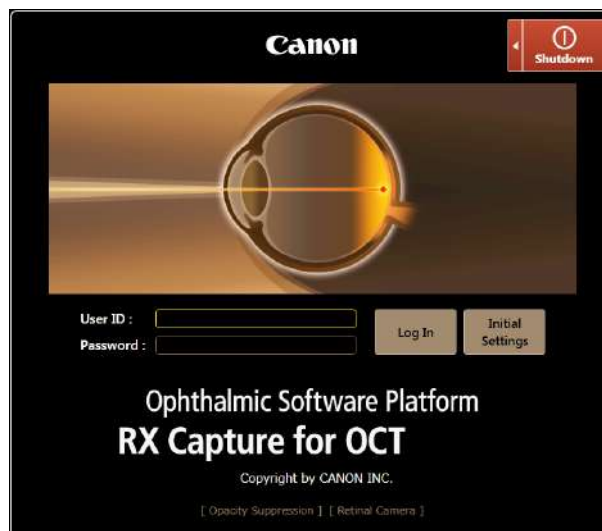 Canon
Shutdown
User ID :
Log In
Initial Settings
Password :
Ophthalmic Software Platform
RX Capture for OCT
Copyright by CANON INC.
[ Opacity Suppression ] [ Retinal Camera ]